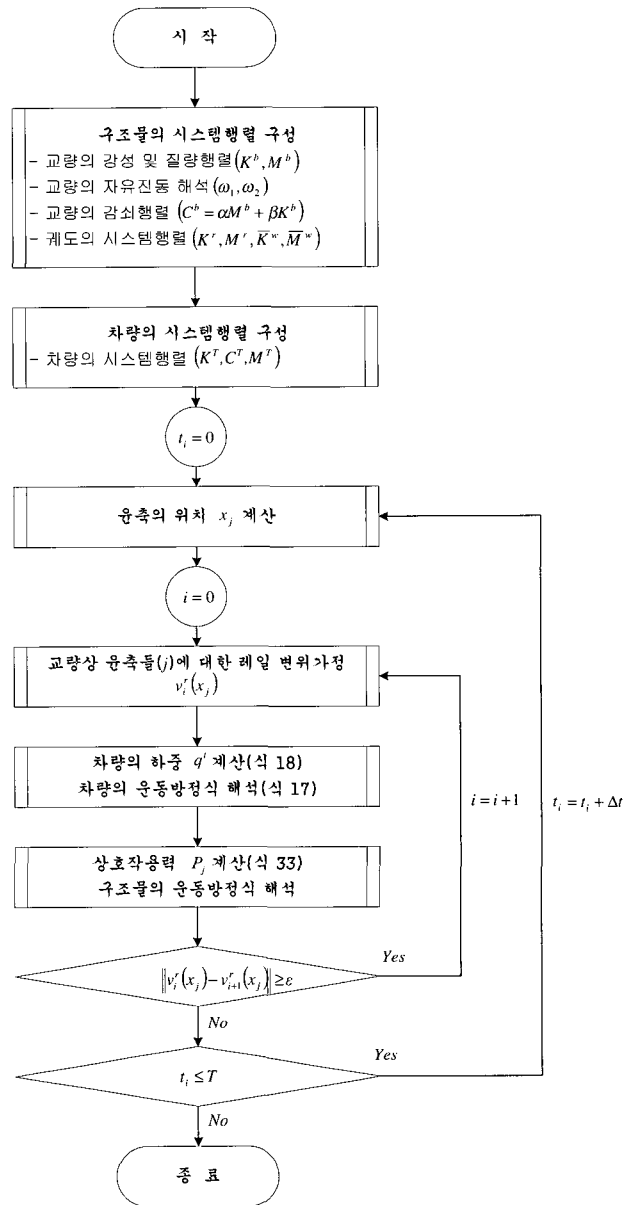 시 작
구조물의 시스템행렬 구성
- 교량의 강성 및 질량행렬(K^b, M^b)
- 교량의 자유진동 해석(ω₁, ω₂)
- 교량의 감쇠행렬 (C^b = αM^b + βK^b)
- 궤도의 시스템행렬 (K^r, M^r, K̅^w, M̅^w)
차량의 시스템행렬 구성
- 차량의 시스템행렬 (K^T, C^T, M^T)
t_i = 0
윤축의 위치 x_j 계산
i = 0
교량상 윤축들(j)에 대한 레일 변위가정
v_i^r(x_j)
차량의 하중 q^t 계산(식 18)
차량의 운동방정식 해석(식 17)
i = i+1
t_i = t_i + Δt
상호작용력 P_j 계산(식 33)
구조물의 운동방정식 해석
Yes
‖v_i^r(x_j) − v_{i+1}^r(x_j)‖ ≥ ε
No
Yes
t_i ≤ T
No
종 료